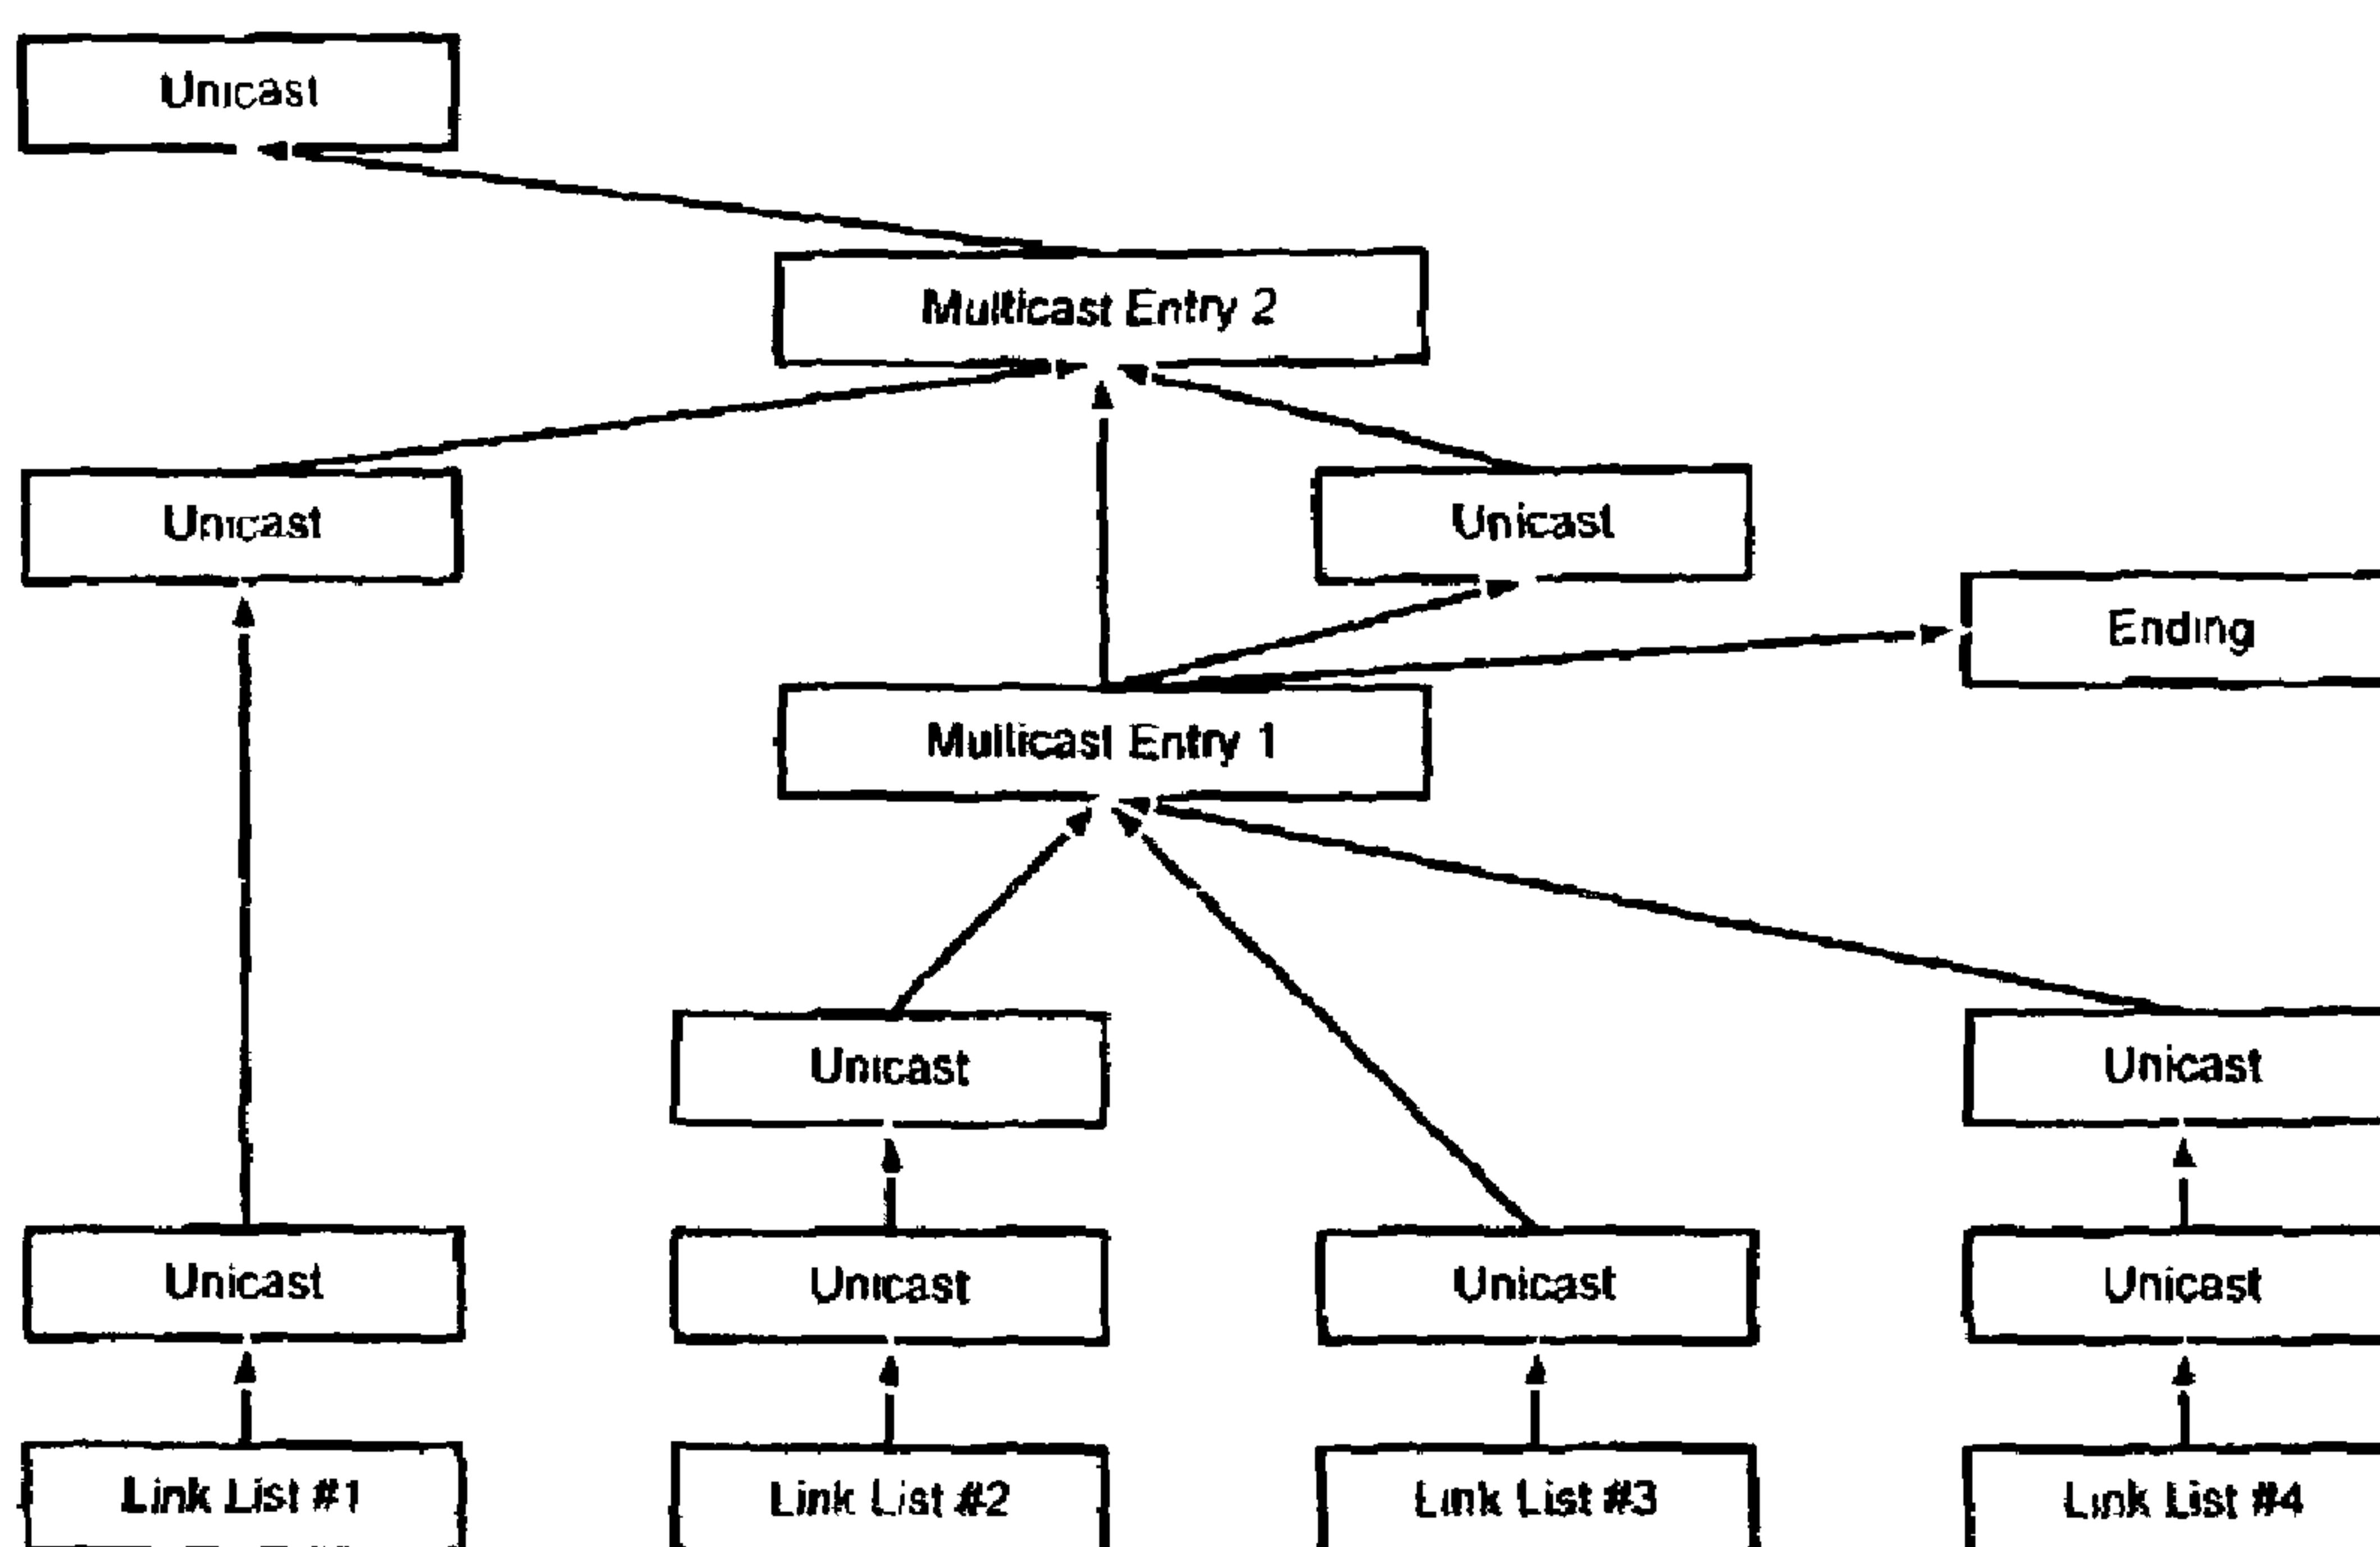 Unicast
Multicast Entry 2
Unicast
Unicast
Ending
Multicast Entry 1
Unicast
Unicast
Unicast
Unicast
Unicast
Unicast
Link List #1
Link List #2
Link List #3
Link List #4